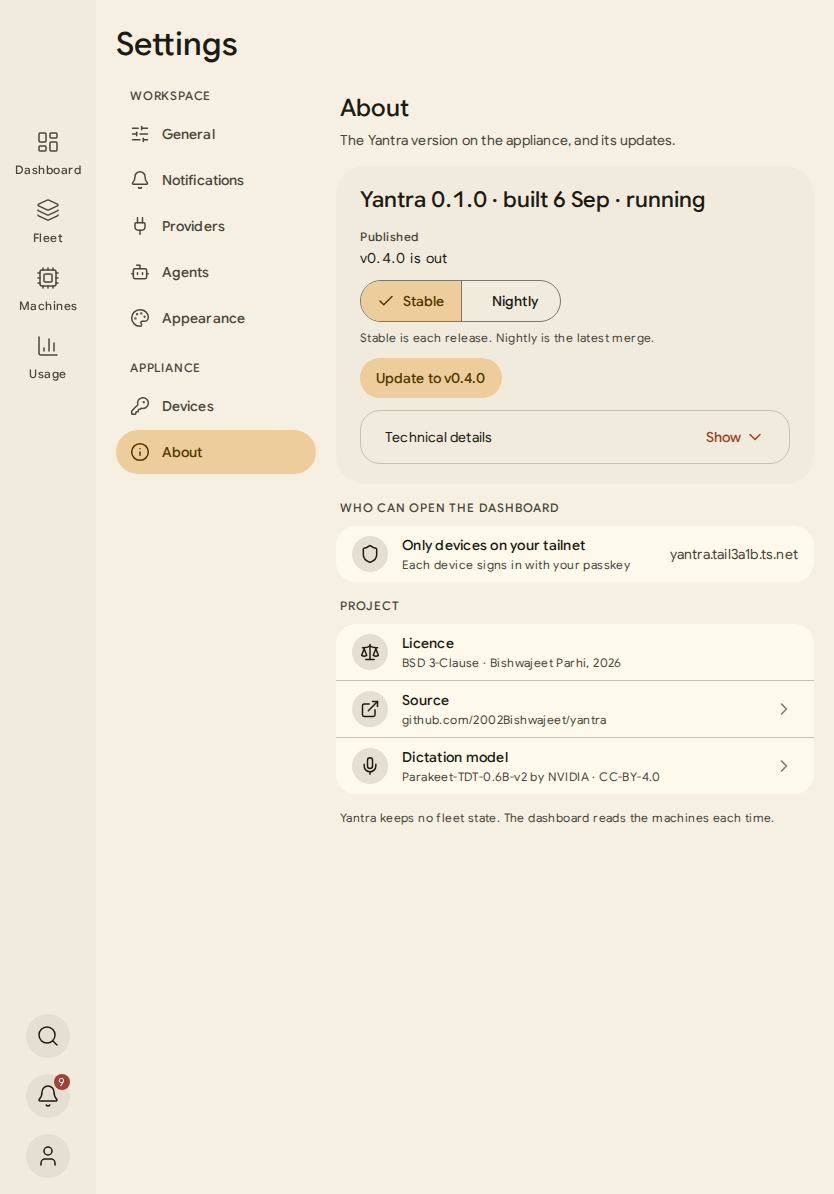 Settings
Dashboard
Fleet
Machines
Usage
9
WORKSPACE
General
Notifications
Providers
Agents
Appearance
APPLIANCE
Devices
About
About
The Yantra version on the appliance, and its updates.
Yantra 0.1.0 · built 6 Sep · running
Published
v0.4.0 is out
Stable
Nightly
Stable is each release. Nightly is the latest merge.
Update to v0.4.0
Technical details
Show
WHO CAN OPEN THE DASHBOARD
Only devices on your tailnet
Each device signs in with your passkey
yantra.tail3a1b.ts.net
PROJECT
Licence
BSD 3-Clause · Bishwajeet Parhi, 2026
Source
github.com/2002Bishwajeet/yantra
Dictation model
Parakeet-TDT-0.6B-v2 by NVIDIA · CC-BY-4.0
Yantra keeps no fleet state. The dashboard reads the machines each time.